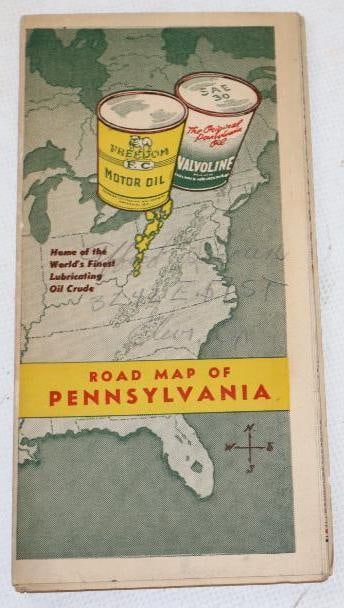 SAE
30
The Original
Pennsylvania
Oil
VALVOLINE
FREEDOM
F.C
MOTOR OIL
Home of the
World's Finest
Lubricating
Oil Crude
ROAD MAP OF
PENNSYLVANIA
N
W E
S